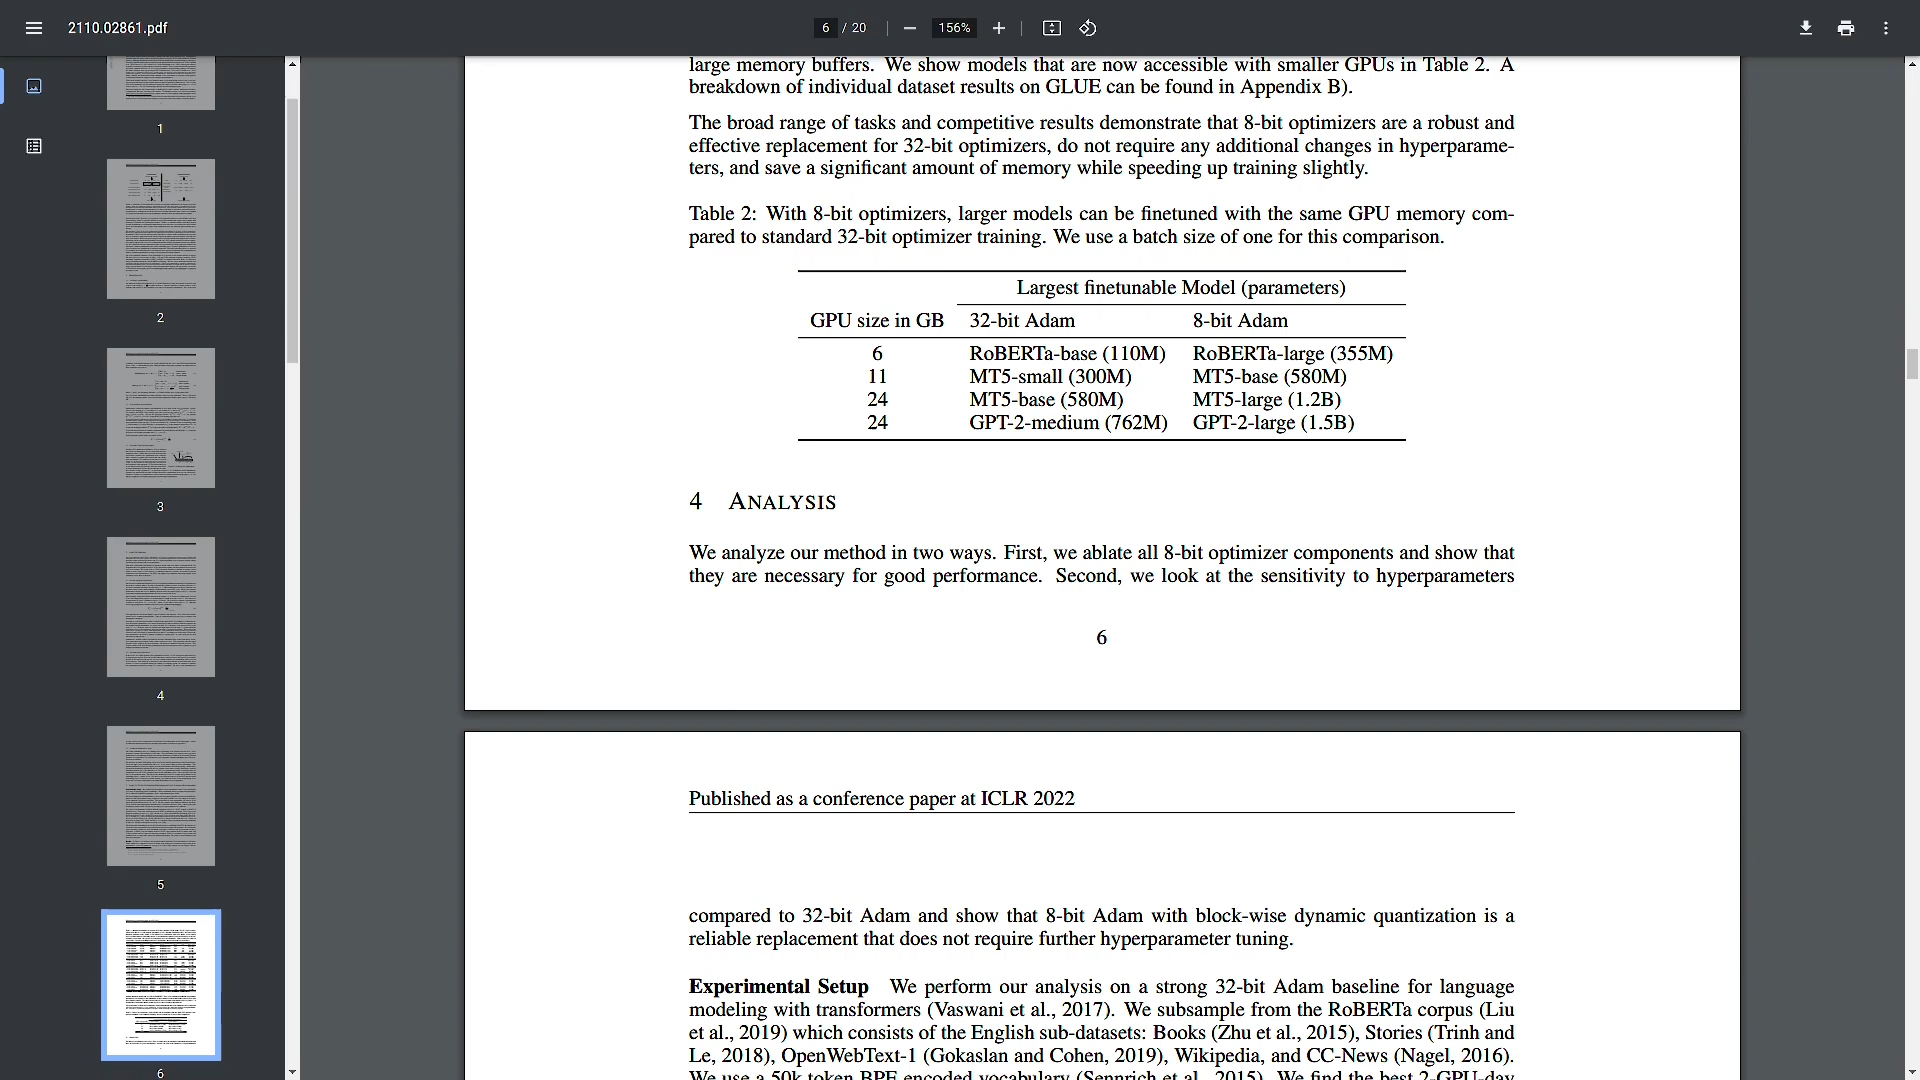 2110.02861.pdf
6 / 20
156%
1
2
3
4
5
6
large memory buffers. We show models that are now accessible with smaller GPUs in Table 2. A
breakdown of individual dataset results on GLUE can be found in Appendix B).
The broad range of tasks and competitive results demonstrate that 8-bit optimizers are a robust and
effective replacement for 32-bit optimizers, do not require any additional changes in hyperparame-
ters, and save a significant amount of memory while speeding up training slightly.
Table 2: With 8-bit optimizers, larger models can be finetuned with the same GPU memory com-
pared to standard 32-bit optimizer training. We use a batch size of one for this comparison.
Largest finetunable Model (parameters)
GPU size in GB 32-bit Adam 8-bit Adam
6 RoBERTa-base (110M) RoBERTa-large (355M)
11 MT5-small (300M) MT5-base (580M)
24 MT5-base (580M) MT5-large (1.2B)
24 GPT-2-medium (762M) GPT-2-large (1.5B)
4 ANALYSIS
We analyze our method in two ways. First, we ablate all 8-bit optimizer components and show that
they are necessary for good performance. Second, we look at the sensitivity to hyperparameters
6
Published as a conference paper at ICLR 2022
compared to 32-bit Adam and show that 8-bit Adam with block-wise dynamic quantization is a
reliable replacement that does not require further hyperparameter tuning.
Experimental Setup We perform our analysis on a strong 32-bit Adam baseline for language
modeling with transformers (Vaswani et al., 2017). We subsample from the RoBERTa corpus (Liu
et al., 2019) which consists of the English sub-datasets: Books (Zhu et al., 2015), Stories (Trinh and
Le, 2018), OpenWebText-1 (Gokaslan and Cohen, 2019), Wikipedia, and CC-News (Nagel, 2016).
We use a 50k token BPE encoded vocabulary (Sennrich et al., 2015). We find the best 2-GPU-day